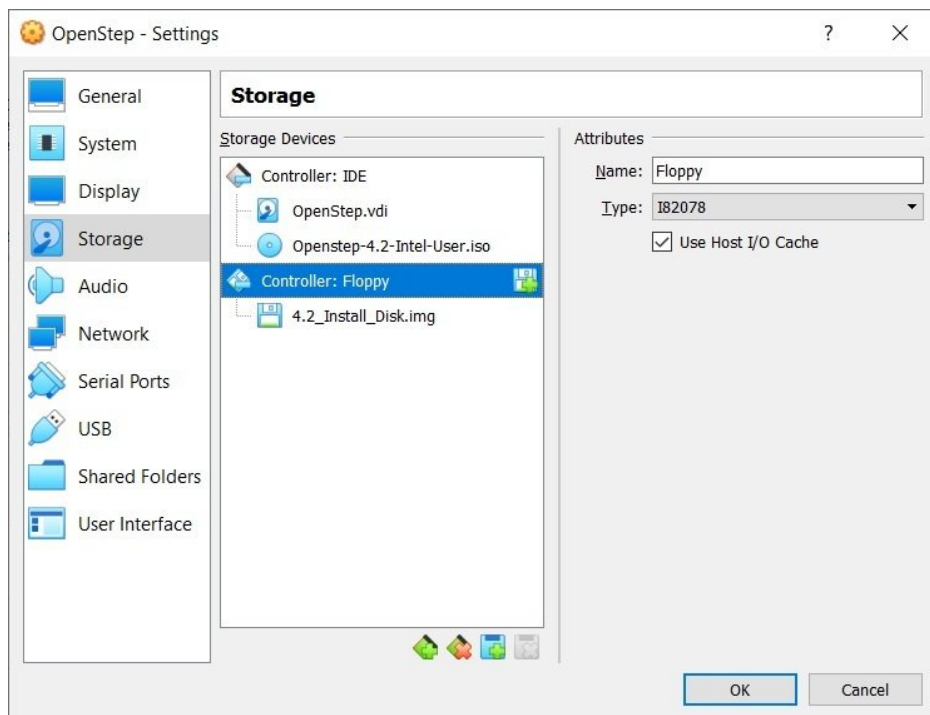 OpenStep - Settings
?
General
System
Display
Storage
Audio
Network
Serial Ports
USB
Shared Folders
User Interface
Storage
Storage Devices
Controller: IDE
OpenStep.vdi
Openstep-4.2-Intel-User.iso
Controller: Floppy
4.2_Install_Disk.img
Attributes
Name: Floppy
Type: I82078
Use Host I/O Cache
OK
Cancel